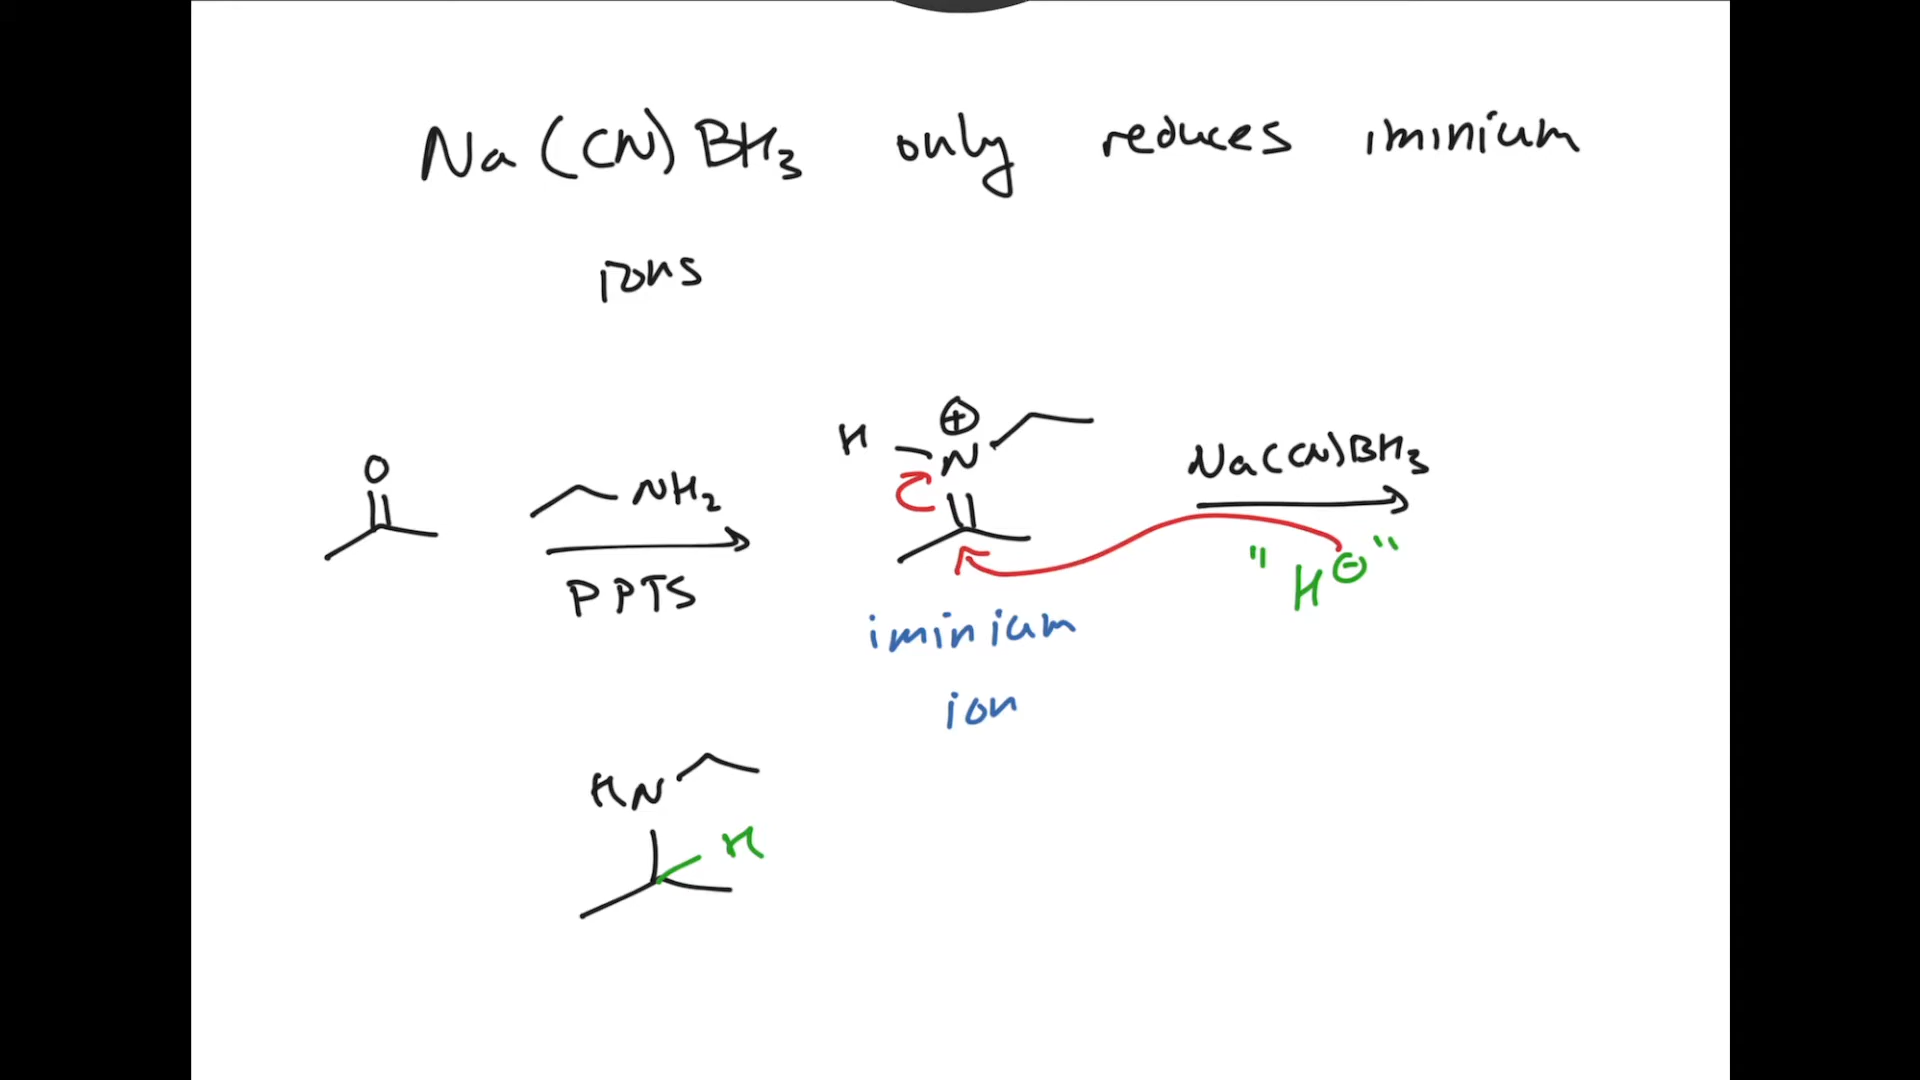 Na(CN)BH₃ only reduces iminium
ions
O
NH₂
PPTS
H
⊕
N
Na(CN)BH₃
"H⊖"
iminium
ion
HN
H